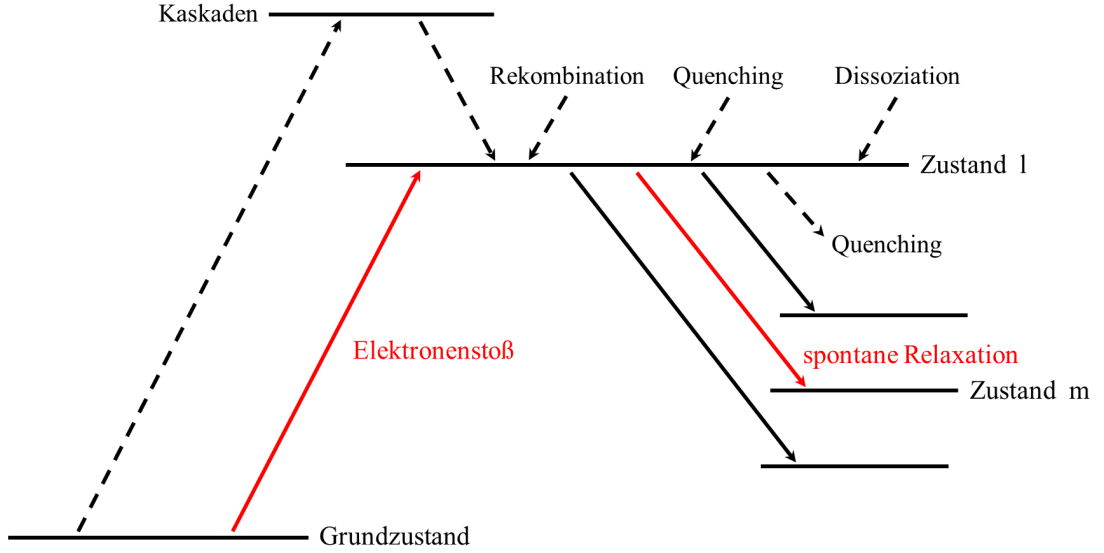 Kaskaden
Rekombination
Quenching
Dissoziation
Zustand l
Quenching
Elektronenstoß
spontane Relaxation
Zustand m
Grundzustand